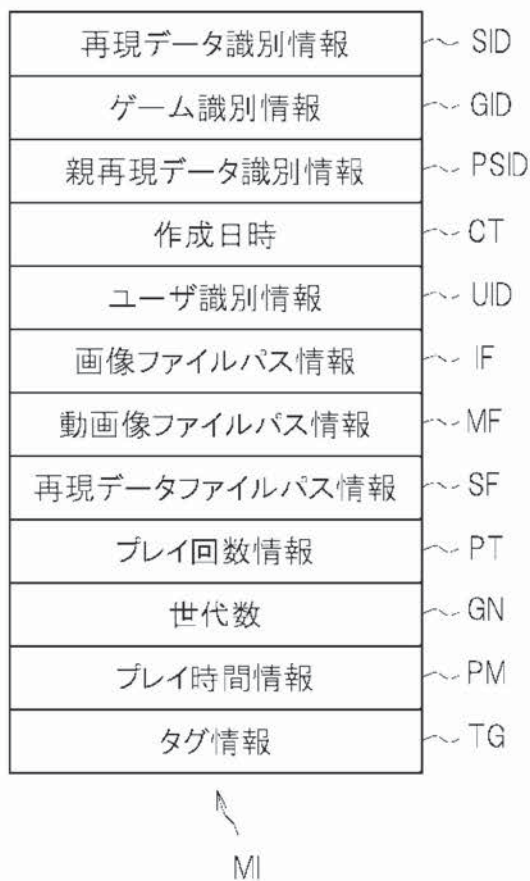 再現データ識別情報 SID
ゲーム識別情報 GID
親再現データ識別情報 PSID
作成日時 CT
ユーザ識別情報 UID
画像ファイルパス情報 IF
動画像ファイルパス情報 MF
再現データファイルパス情報 SF
プレイ回数情報 PT
世代数 GN
プレイ時間情報 PM
タグ情報 TG
MI